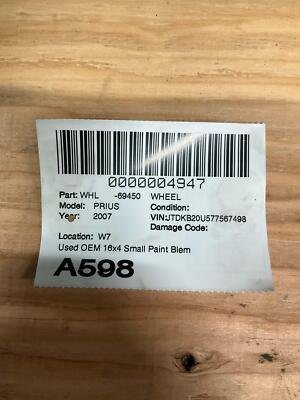 0000004947
Part: WHL -69450 WHEEL
Model: PRIUS Condition:
Year: 2007 VIN:JTDKB20U577567498
Damage Code:
Location: W7
Used OEM 16x4 Small Paint Blem
A598